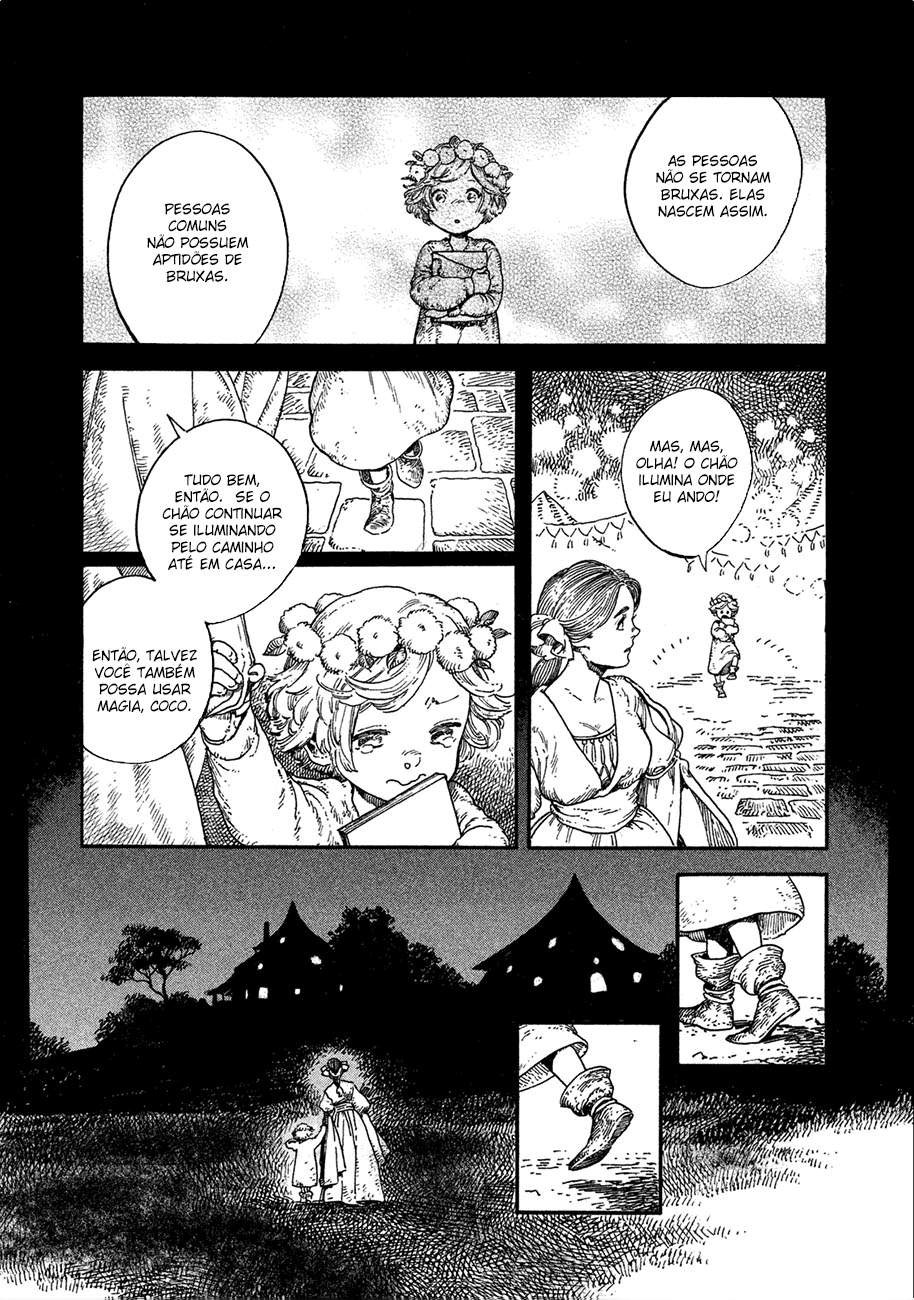 AS PESSOAS
NÃO SE TORNAM
BRUXAS. ELAS
NASCEM ASSIM.
PESSOAS
COMUNS
NÃO POSSUEM
APTIDÕES DE
BRUXAS.
MAS, MAS,
OLHA! O CHÃO
ILUMINA ONDE
EU ANDO!
TUDO BEM,
ENTÃO. SE O
CHÃO CONTINUAR
SE ILUMINANDO
PELO CAMINHO
ATÉ EM CASA...
ENTÃO, TALVEZ
VOCÊ TAMBÉM
POSSA USAR
MAGIA, COCO.